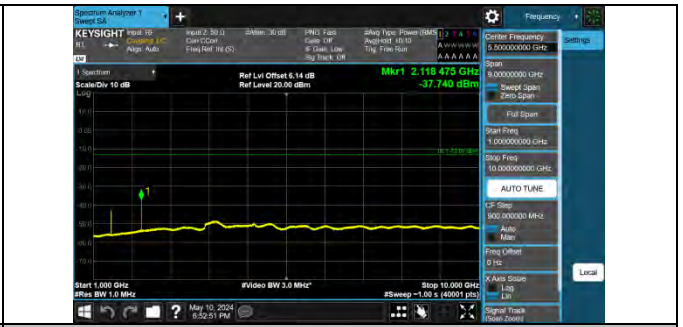 Spectrum Analyzer 1
Swept SA
Frequency
KEYSIGHT Input: RF
Coupling: DC
Align: Auto
Input Z: 50 Ω
Corr CCorr
Freq Ref: Int (S)
#Atten: 30 dB
PNO: Fast
Gate: Off
IF Gain: Low
Sig Track: Off
#Avg Type: Power (RMS
Avg|Hold: 10/10
Trig: Free Run
1 Spectrum
Scale/Div 10 dB
Log
Ref Lvl Offset 6.14 dB
Ref Level 20.00 dBm
Mkr1 2.118 475 GHz
-37.740 dBm
1
Start 1.000 GHz
#Res BW 1.0 MHz
#Video BW 3.0 MHz*
Stop 10.000 GHz
#Sweep ~1.00 s (40001 pts)
May 10, 2024
6:52:51 PM
Center Frequency
5.500000000 GHz
Settings
Span
9.00000000 GHz
Swept Span
Zero Span
Full Span
Start Freq
1.000000000 GHz
Stop Freq
10.000000000 GHz
AUTO TUNE
CF Step
900.000000 MHz
Auto
Man
Freq Offset
0 Hz
X Axis Scale
Log
Lin
Local
Signal Track
(Span Zoom)